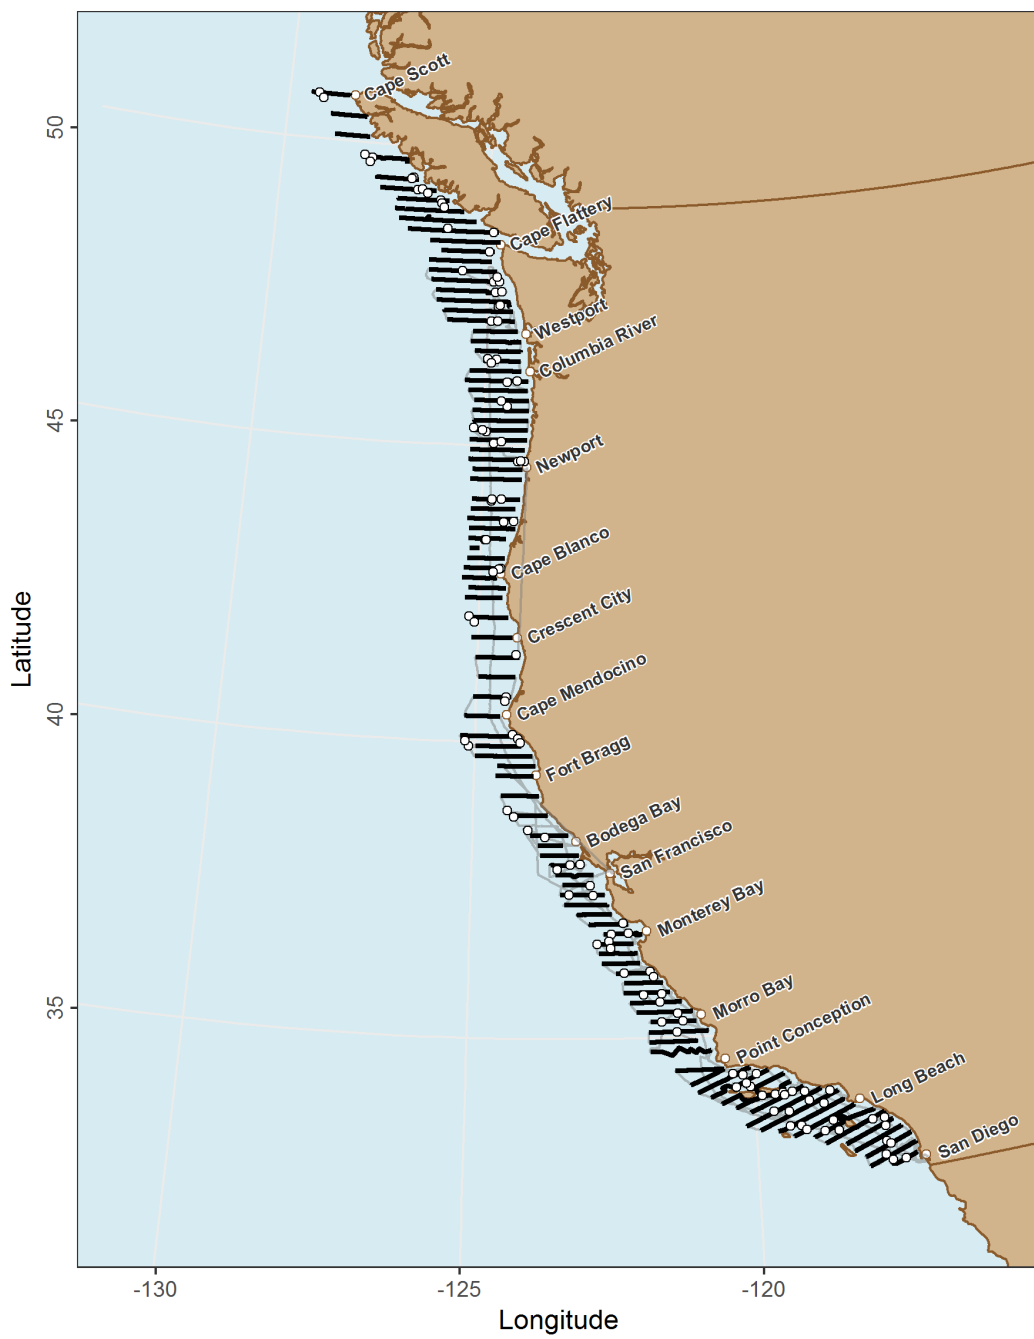 Cape Scott
50
Cape Flattery
Westport
Columbia River
45
Newport
Cape Blanco
Crescent City
Latitude
Cape Mendocino
40
Fort Bragg
Bodega Bay
San Francisco
Monterey Bay
35
Morro Bay
Point Conception
Long Beach
San Diego
-130
-125
-120
Longitude